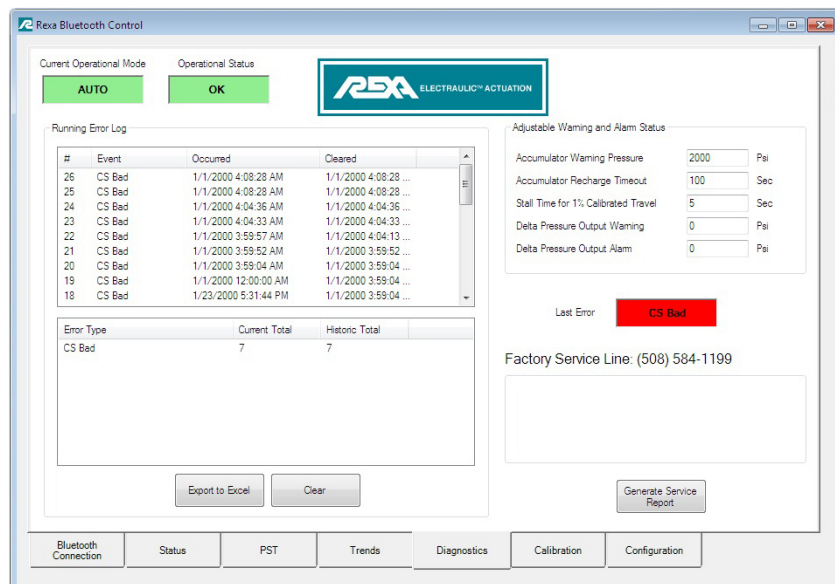 Rexa Bluetooth Control
Current Operational Mode
Operational Status
AUTO
OK
REXA ELECTRAULIC™ ACTUATION
Running Error Log
# Event Occurred Cleared
26 CS Bad 1/1/2000 4:08:28 AM 1/1/2000 4:08:28 ...
25 CS Bad 1/1/2000 4:08:28 AM 1/1/2000 4:08:28 ...
24 CS Bad 1/1/2000 4:04:36 AM 1/1/2000 4:04:36 ...
23 CS Bad 1/1/2000 4:04:33 AM 1/1/2000 4:04:33 ...
22 CS Bad 1/1/2000 3:59:57 AM 1/1/2000 4:04:13 ...
21 CS Bad 1/1/2000 3:59:52 AM 1/1/2000 3:59:52 ...
20 CS Bad 1/1/2000 3:59:04 AM 1/1/2000 3:59:04 ...
19 CS Bad 1/1/2000 12:00:00 AM 1/1/2000 3:59:04 ...
18 CS Bad 1/23/2000 5:31:44 PM 1/1/2000 3:59:04 ...
Error Type Current Total Historic Total
CS Bad 7 7
Export to Excel
Clear
Adjustable Warning and Alarm Status
Accumulator Warning Pressure 2000 Psi
Accumulator Recharge Timeout 100 Sec
Stall Time for 1% Calibrated Travel 5 Sec
Delta Pressure Output Warning 0 Psi
Delta Pressure Output Alarm 0 Psi
Last Error CS Bad
Factory Service Line: (508) 584-1199
Generate Service
Report
Bluetooth
Connection
Status
PST
Trends
Diagnostics
Calibration
Configuration